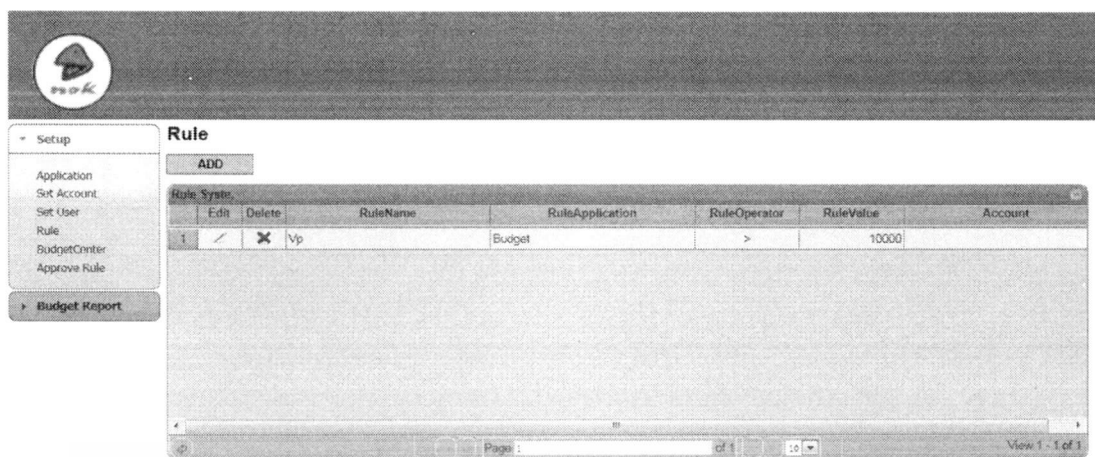 nok
Setup
Application
Set Account
Set User
Rule
BudgetCenter
Approve Rule
Budget Report
Rule
ADD
Rule Syste.
Edit Delete RuleName RuleApplication RuleOperator RuleValue Account
1 Vp Budget > 10000
Page 1 of 1 10 View 1 - 1 of 1